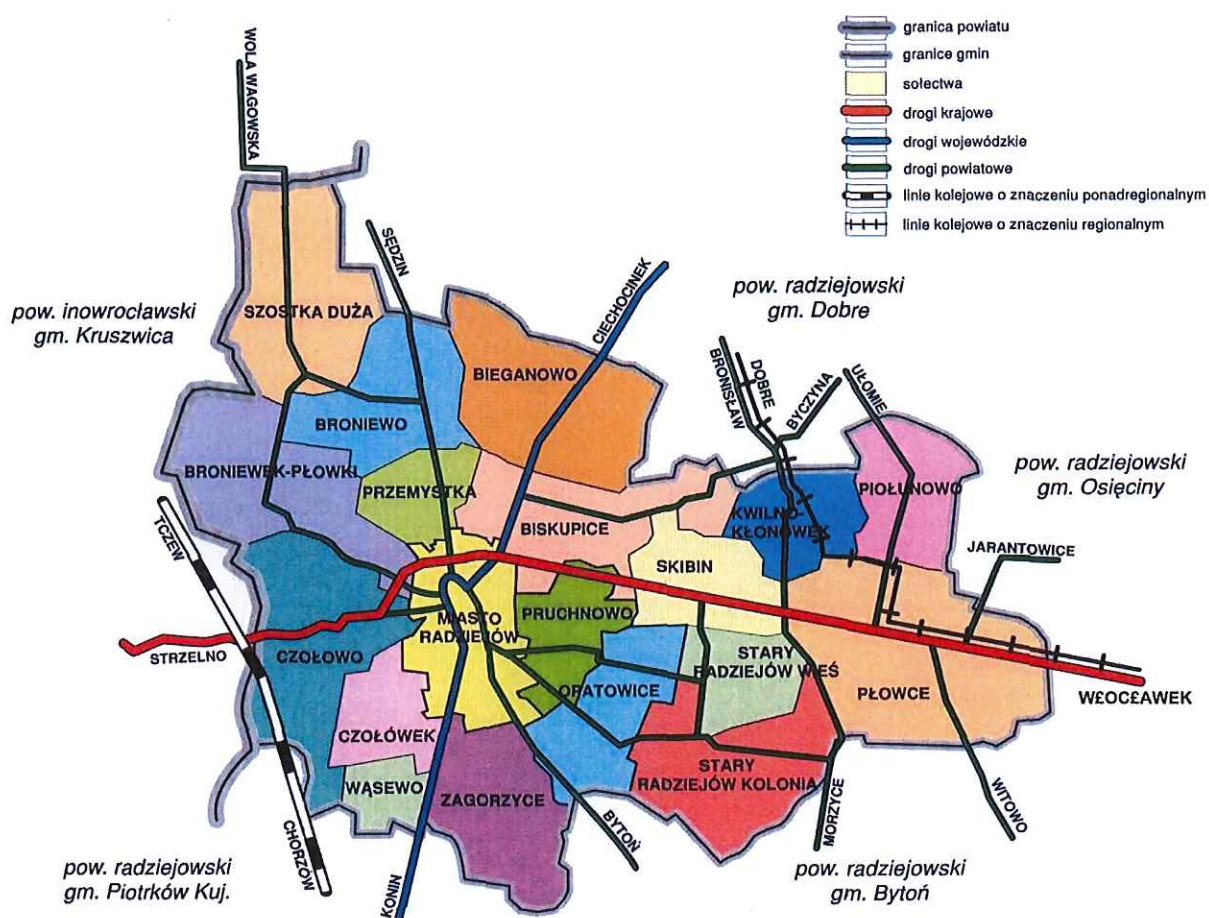 granica powiatu
granice gmin
sołectwa
drogi krajowe
drogi wojewódzkie
drogi powiatowe
linie kolejowe o znaczeniu ponadregionalnym
linie kolejowe o znaczeniu regionalnym
WOLA WAGOWSKA
SĘDZIN
CIECHOCINEK
pow. inowrocławski
gm. Kruszwica
pow. radziejowski
gm. Dobre
SZOSTKA DUŻA
BIEGANOWO
BRONISŁAW
DOBRE
BYCZYNA
UŁOMIE
BRONIEWO
BRONIEWEK-PŁOWKI
PRZEMYSTKA
BISKUPICE
KWILNO-
KŁONÓWEK
PIOŁUNOWO
pow. radziejowski
gm. Osięciny
TCZEW
JARANTOWICE
SKIBIN
MIASTO
RADZIEJÓW
PRUCHNOWO
STRZELNO
CZOŁOWO
STARY
RADZIEJÓW WIEŚ
OPATOWICE
PŁOWCE
W£OC£AWEK
CZOŁÓWEK
WĄSEWO
ZAGORZYCE
STARY
RADZIEJÓW KOLONIA
BYTOŃ
MORZYCE
WITOWO
CHORZÓW
KONIN
pow. radziejowski
gm. Piotrków Kuj.
pow. radziejowski
gm. Bytoń